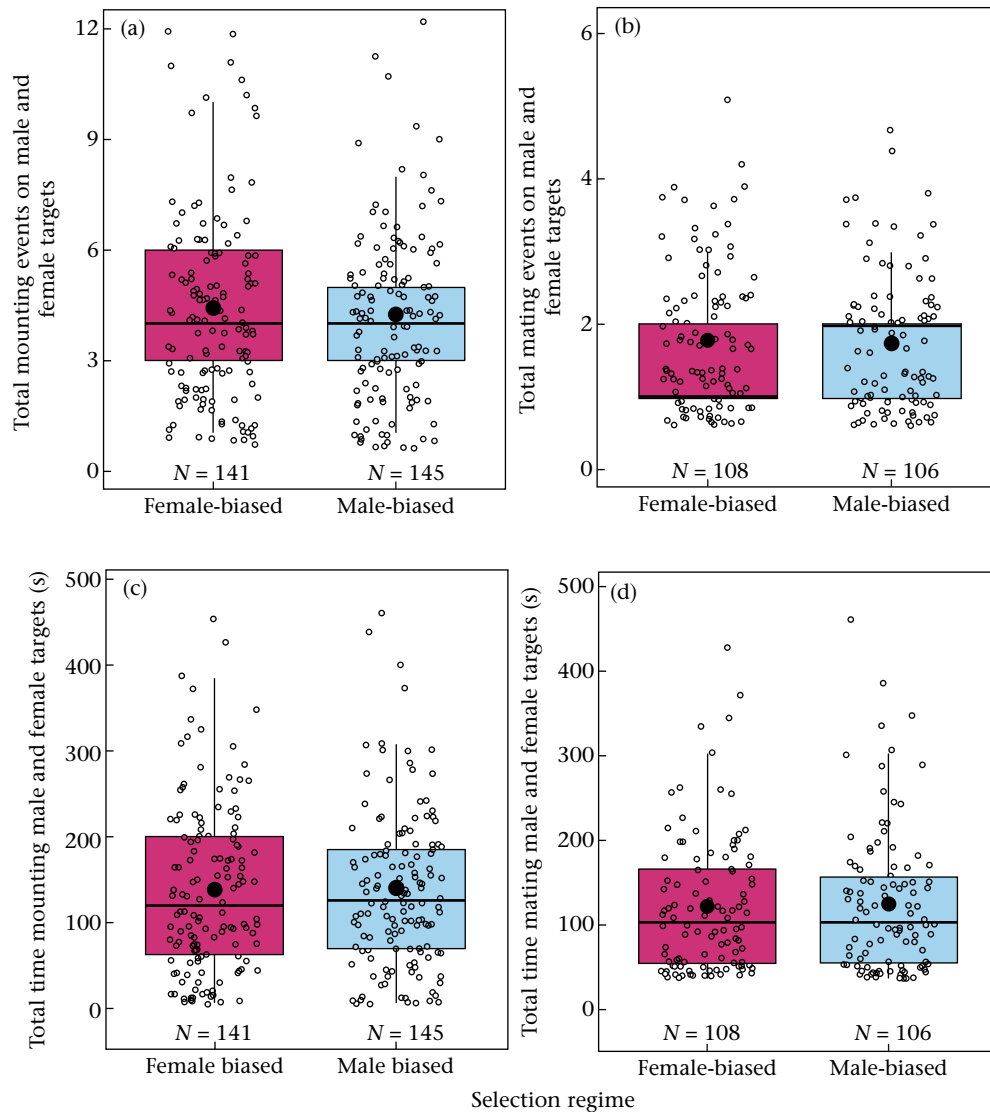 (a)
Total mounting events on male and
female targets
12
9
6
3
0
N = 141
N = 145
Female-biased
Male-biased
(b)
Total mating events on male and
female targets
6
4
2
0
N = 108
N = 106
Female-biased
Male-biased
(c)
Total time mounting male and female targets (s)
500
400
300
200
100
0
N = 141
N = 145
Female biased
Male biased
(d)
Total time mating male and female targets (s)
500
400
300
200
100
0
N = 108
N = 106
Female-biased
Male-biased
Selection regime